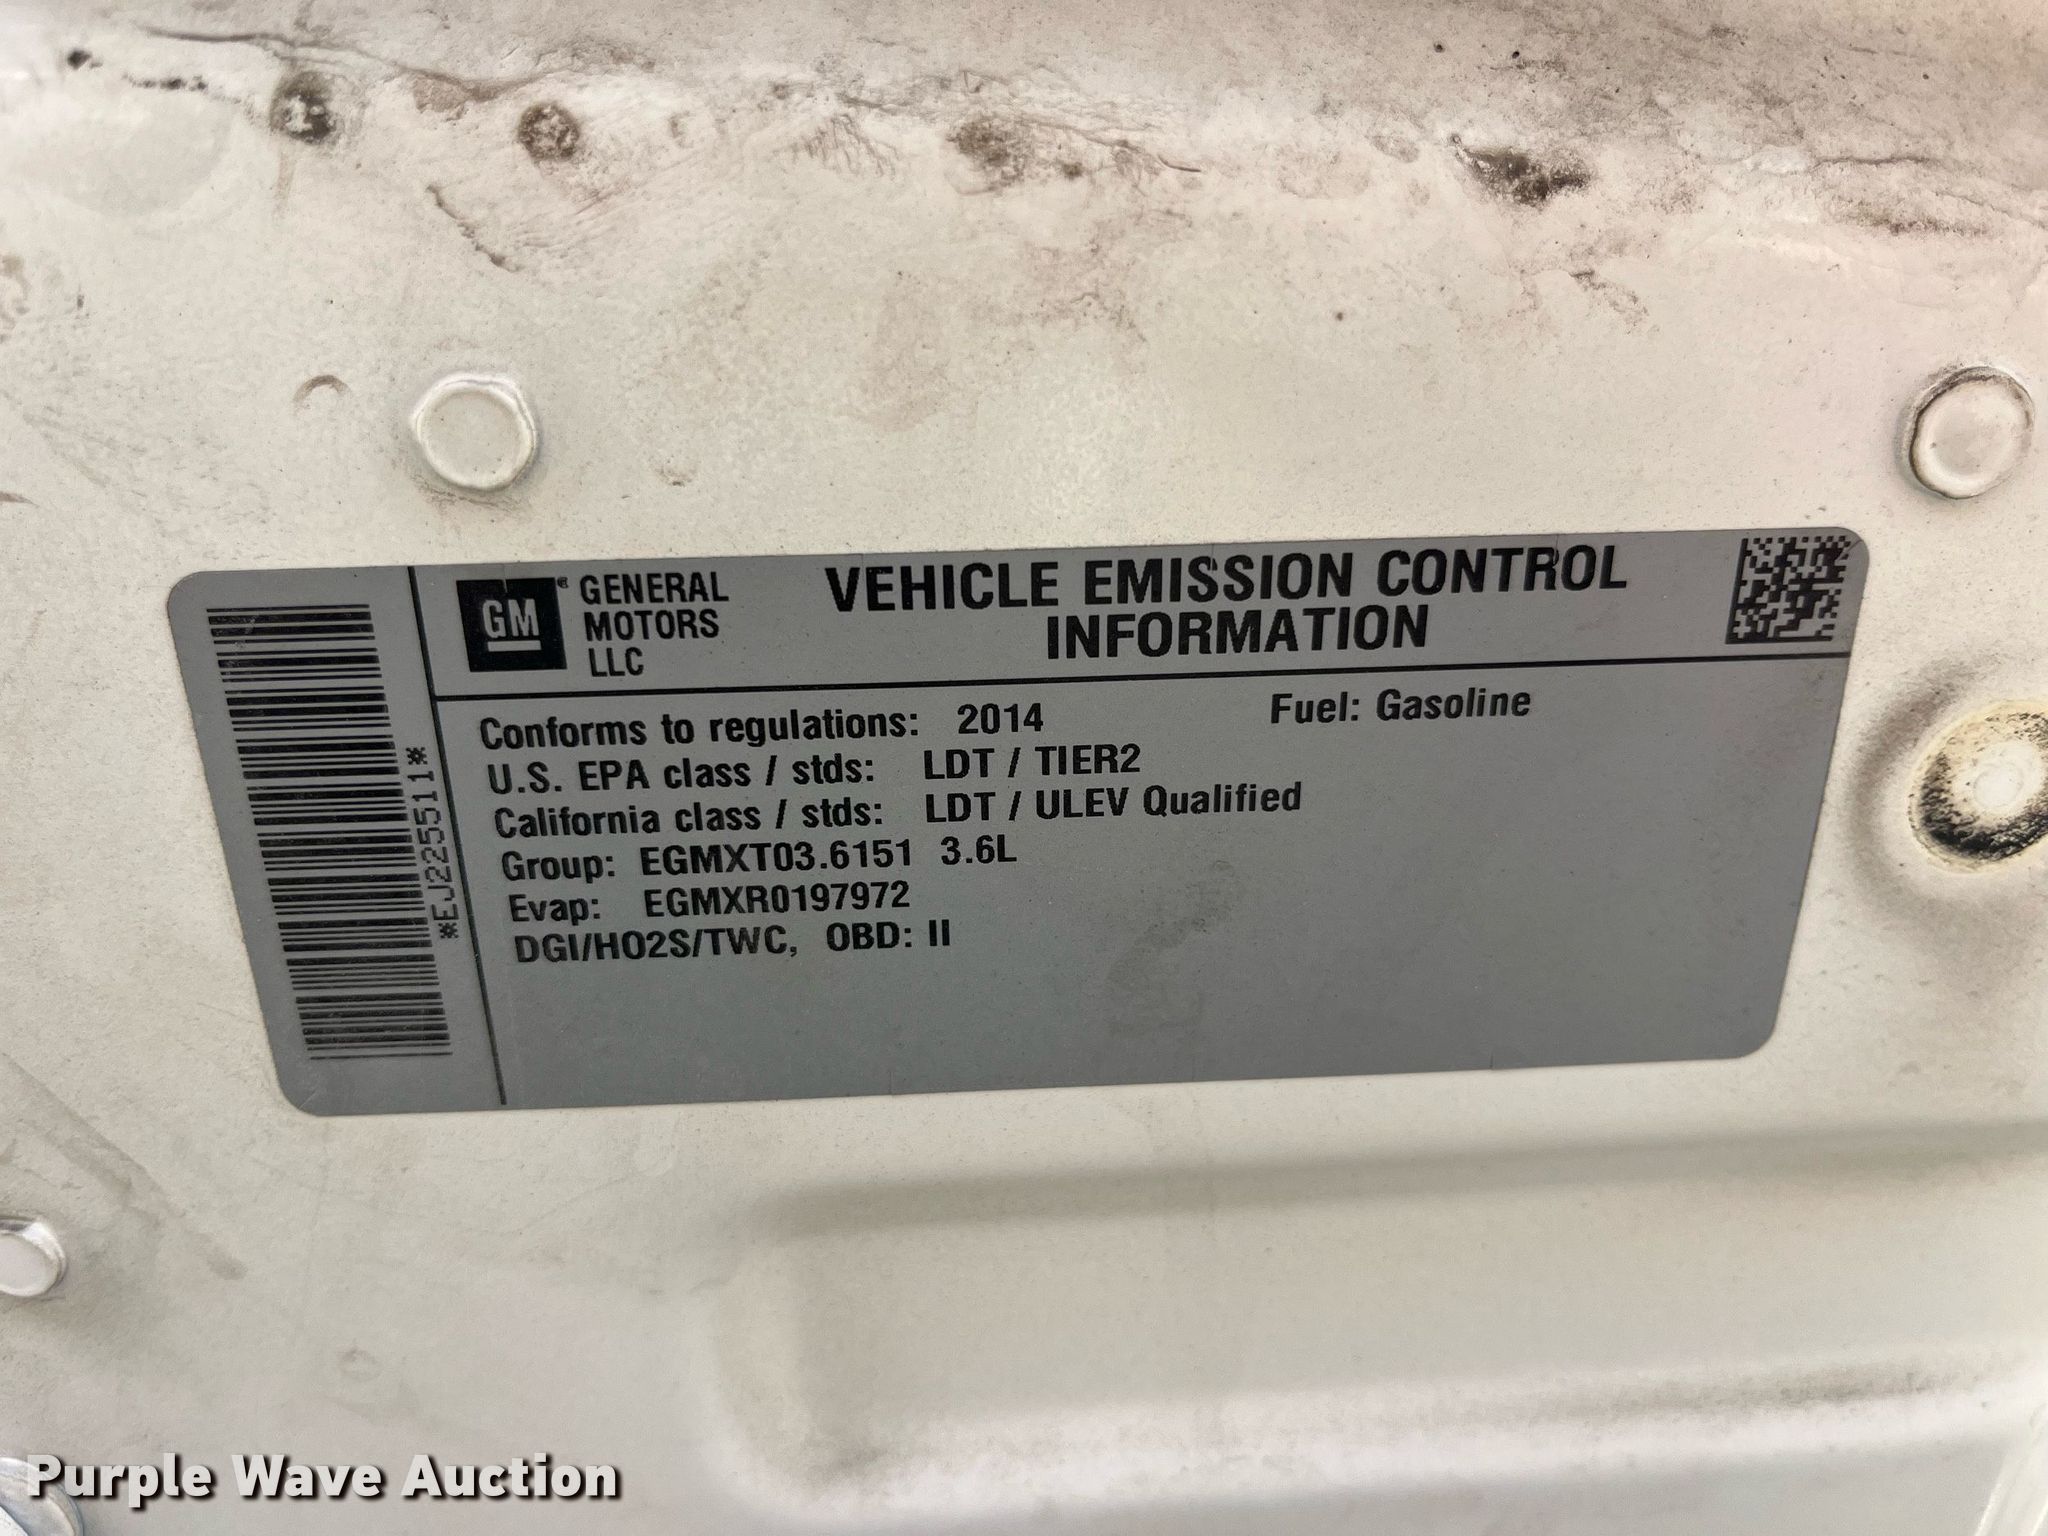 *EJ225511*
GM® GENERAL
MOTORS
LLC
VEHICLE EMISSION CONTROL
INFORMATION
Conforms to regulations: 2014 Fuel: Gasoline
U.S. EPA class / stds: LDT / TIER2
California class / stds: LDT / ULEV Qualified
Group: EGMXT03.6151 3.6L
Evap: EGMXR0197972
DGI/HO2S/TWC, OBD: II
Purple Wave Auction